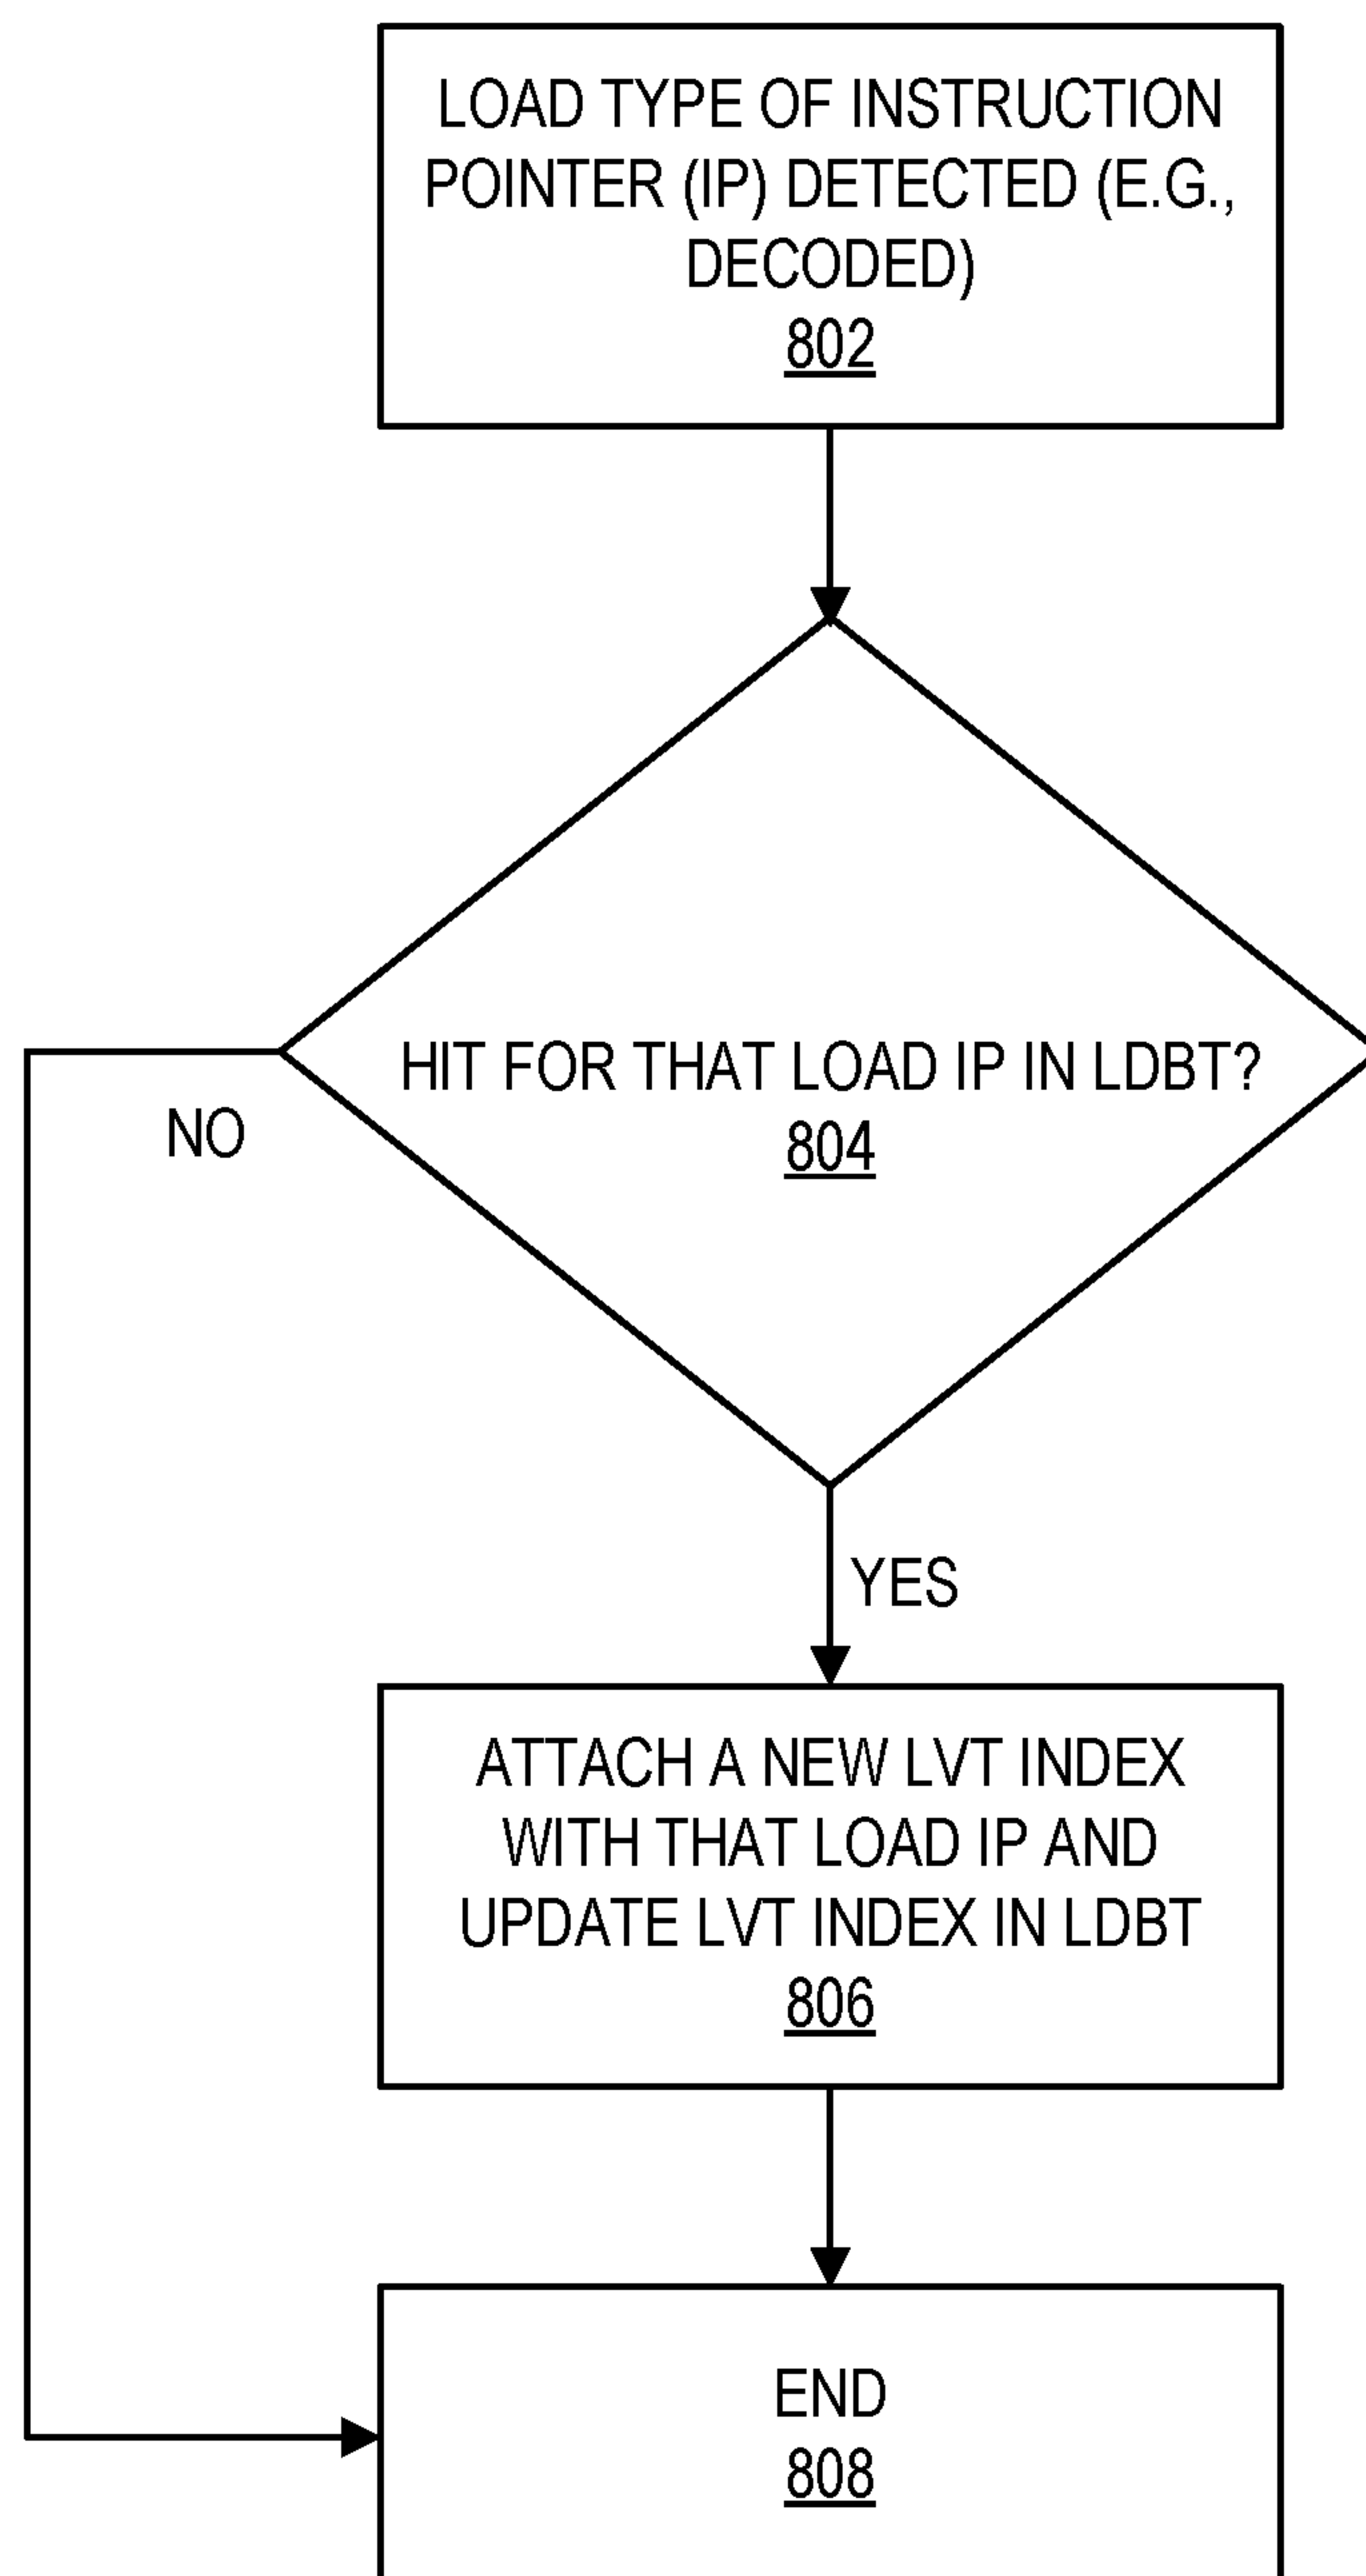 LOAD TYPE OF INSTRUCTION
POINTER (IP) DETECTED (E.G.,
DECODED)
802
HIT FOR THAT LOAD IP IN LDBT?
804
NO
YES
ATTACH A NEW LVT INDEX
WITH THAT LOAD IP AND
UPDATE LVT INDEX IN LDBT
806
END
808